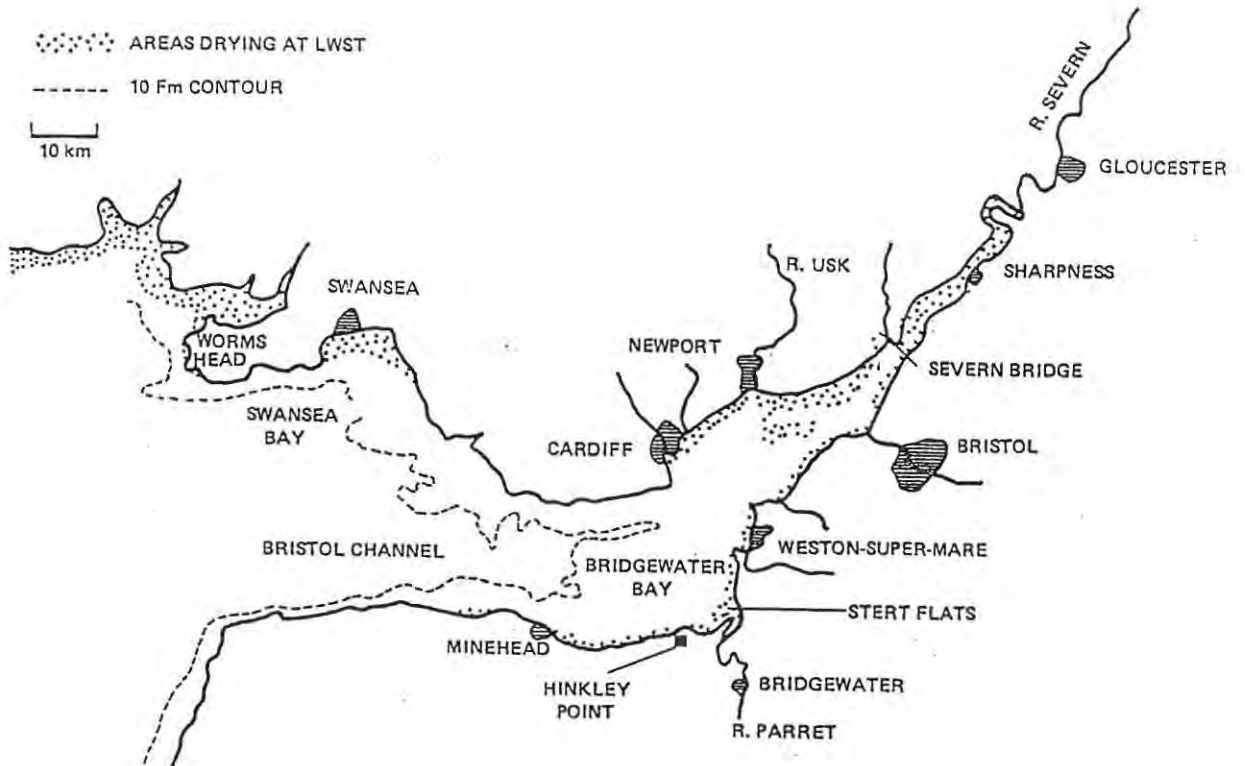 AREAS DRYING AT LWST
10 Fm CONTOUR
10 km
R. SEVERN
GLOUCESTER
SHARPNESS
R. USK
SWANSEA
WORMS
HEAD
NEWPORT
SEVERN BRIDGE
SWANSEA
BAY
CARDIFF
BRISTOL
BRISTOL CHANNEL
BRIDGEWATER
BAY
WESTON-SUPER-MARE
STERT FLATS
MINEHEAD
HINKLEY
POINT
BRIDGEWATER
R. PARRET